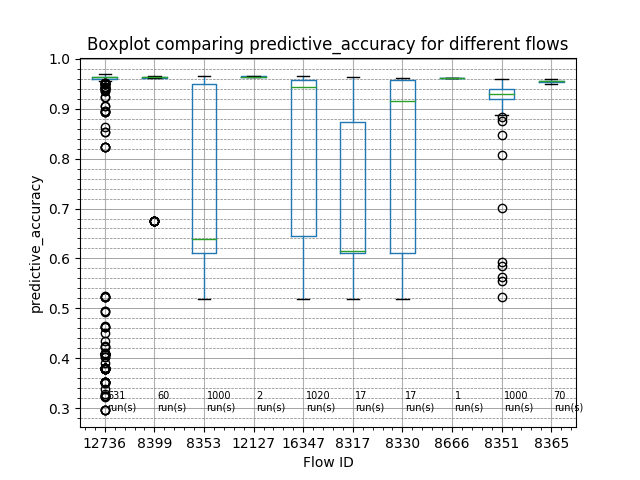 Boxplot comparing predictive_accuracy for different flows
1.0
0.9
0.8
0.7
0.6
0.5
0.4
0.3
predictive_accuracy
631 run(s)
60 run(s)
1000 run(s)
2 run(s)
1020 run(s)
17 run(s)
17 run(s)
1 run(s)
1000 run(s)
70 run(s)
12736 8399 8353 12127 16347 8317 8330 8666 8351 8365
Flow ID